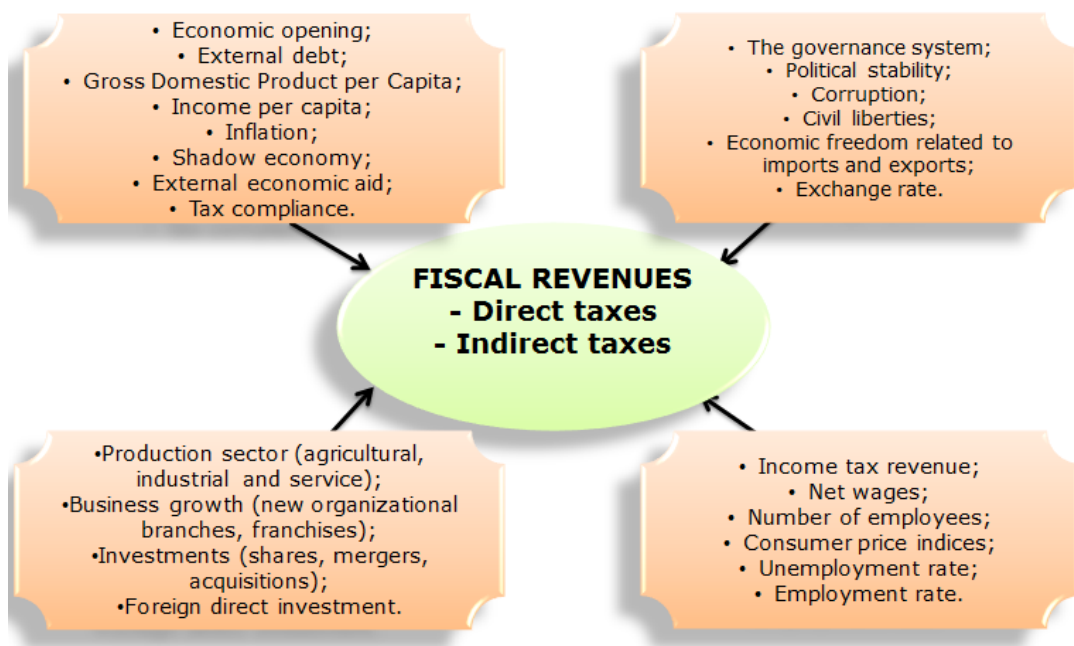 • Economic opening;
• External debt;
• Gross Domestic Product per Capita;
• Income per capita;
• Inflation;
• Shadow economy;
• External economic aid;
• Tax compliance.
• The governance system;
• Political stability;
• Corruption;
• Civil liberties;
• Economic freedom related to
imports and exports;
• Exchange rate.
FISCAL REVENUES
- Direct taxes
- Indirect taxes
•Production sector (agricultural,
industrial and service);
•Business growth (new organizational
branches, franchises);
•Investments (shares, mergers,
acquisitions);
•Foreign direct investment.
• Income tax revenue;
• Net wages;
• Number of employees;
• Consumer price indices;
• Unemployment rate;
• Employment rate.